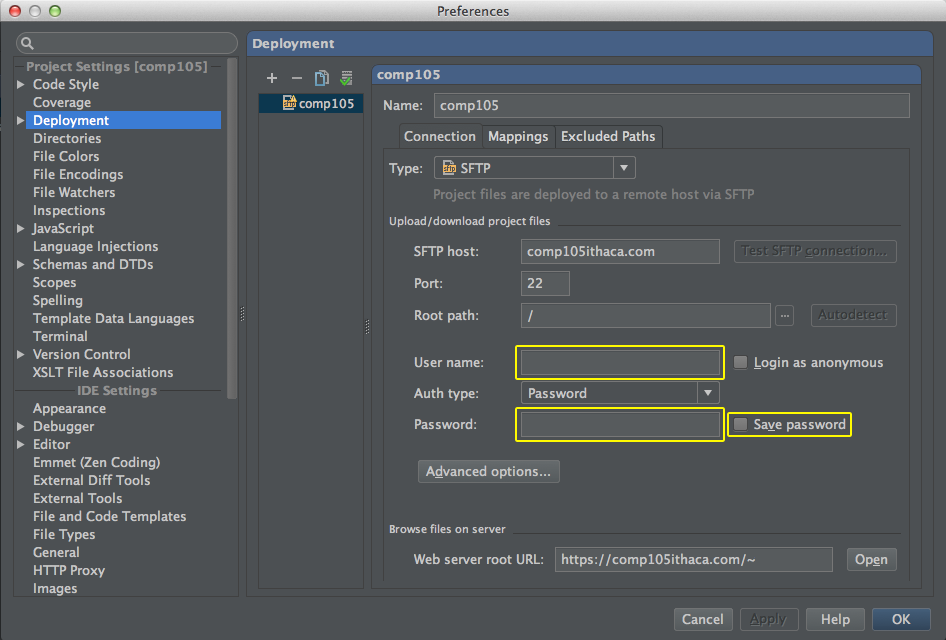 Preferences
Project Settings [comp105]
Code Style
Coverage
Deployment
Directories
File Colors
File Encodings
File Watchers
Inspections
JavaScript
Language Injections
Schemas and DTDs
Scopes
Spelling
Template Data Languages
Terminal
Version Control
XSLT File Associations
IDE Settings
Appearance
Debugger
Editor
Emmet (Zen Coding)
External Diff Tools
External Tools
File and Code Templates
File Types
General
HTTP Proxy
Images
Deployment
comp105
comp105
Name: comp105
Connection Mappings Excluded Paths
Type: SFTP
Project files are deployed to a remote host via SFTP
Upload/download project files
SFTP host: comp105ithaca.com Test SFTP connection...
Port: 22
Root path: / ... Autodetect
User name: Login as anonymous
Auth type: Password
Password: Save password
Advanced options...
Browse files on server
Web server root URL: https://comp105ithaca.com/~ Open
Cancel Apply Help OK